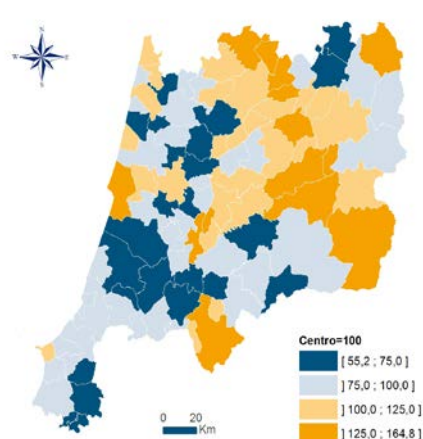 N
W
E
S
Centro=100
[ 55,2 ; 75,0 ]
]75,0 ; 100,0 ]
]100,0 ; 125,0 ]
]125,0 ; 164,8 ]
0 20
Km